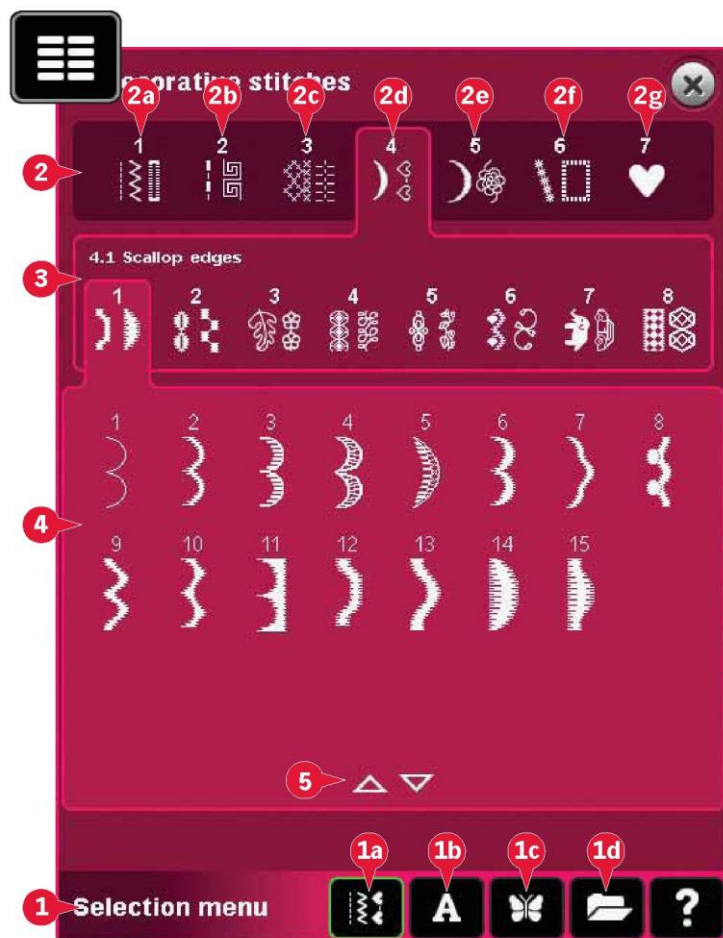 ecorative stitches
2a 2b 2c 2d 2e 2f 2g
1 2 3 4 5 6 7
2
4.1 Scallop edges
3
1 2 3 4 5 6 7 8
1 2 3 4 5 6 7 8
4
9 10 11 12 13 14 15
5
1a 1b 1c 1d
1 Selection menu A ?